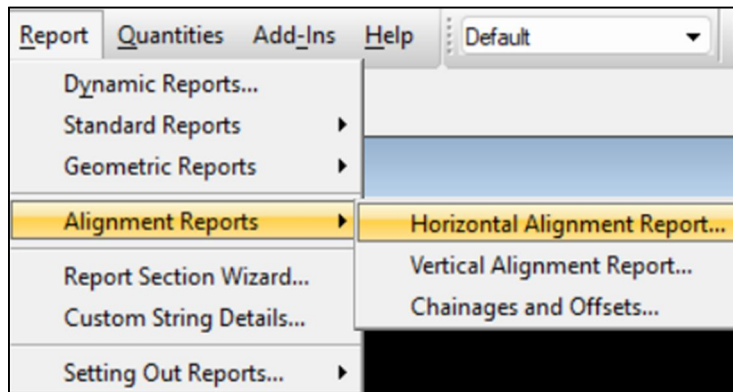 Report Quantities Add-Ins Help Default
Dynamic Reports...
Standard Reports
Geometric Reports
Alignment Reports
Horizontal Alignment Report...
Vertical Alignment Report...
Chainages and Offsets...
Report Section Wizard...
Custom String Details...
Setting Out Reports...